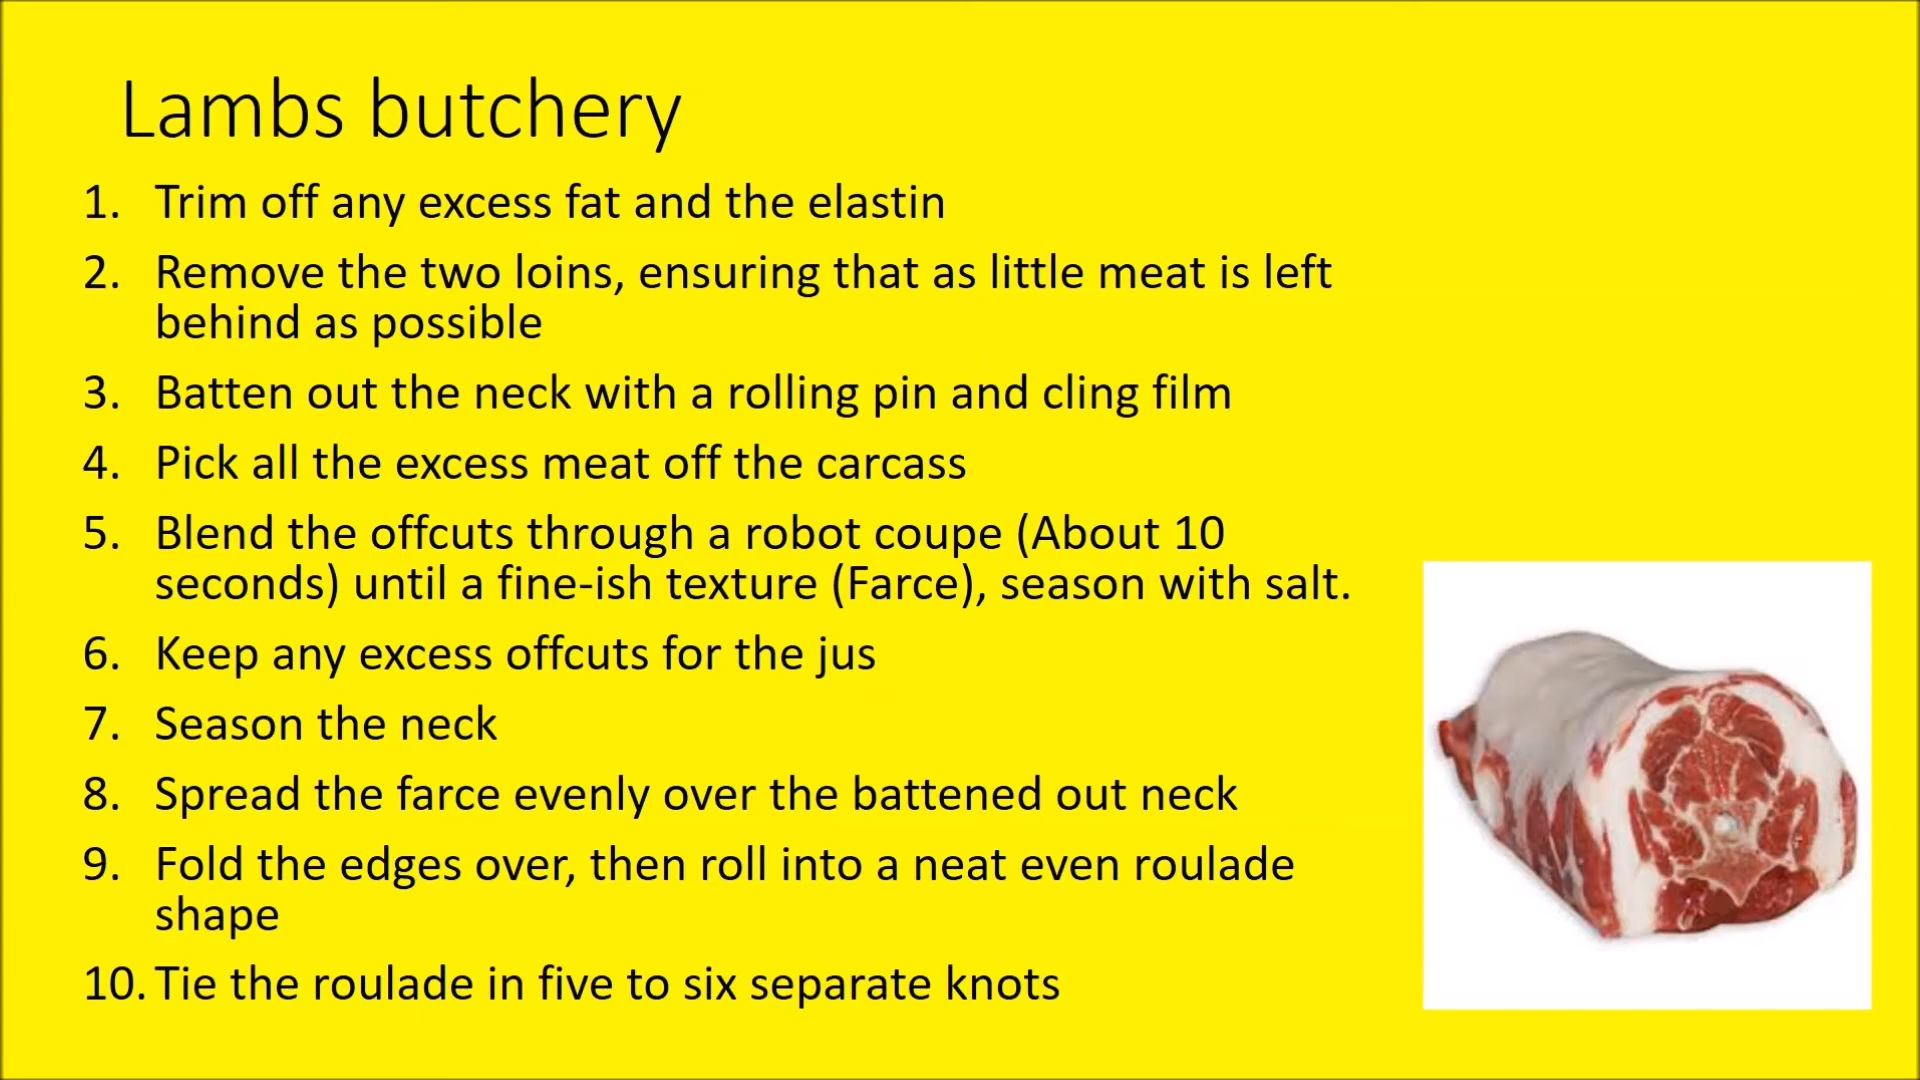 Lambs butchery
1. Trim off any excess fat and the elastin
2. Remove the two loins, ensuring that as little meat is left
behind as possible
3. Batten out the neck with a rolling pin and cling film
4. Pick all the excess meat off the carcass
5. Blend the offcuts through a robot coupe (About 10
seconds) until a fine-ish texture (Farce), season with salt.
6. Keep any excess offcuts for the jus
7. Season the neck
8. Spread the farce evenly over the battened out neck
9. Fold the edges over, then roll into a neat even roulade
shape
10. Tie the roulade in five to six separate knots